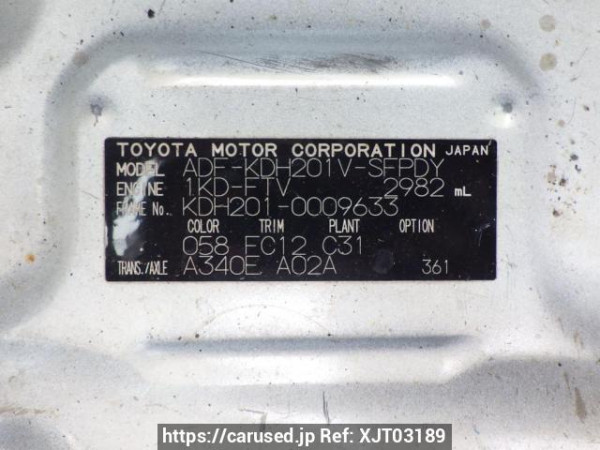 TOYOTA MOTOR CORPORATION JAPAN
MODEL ADF-KDH201V-SFPDY
ENGINE 1KD-FTV 2982 mL
FRAME No. KDH201-0009633
COLOR TRIM PLANT OPTION
058 FC12 C31
TRANS./AXLE A340E A02A 361
https://carused.jp Ref: XJT03189